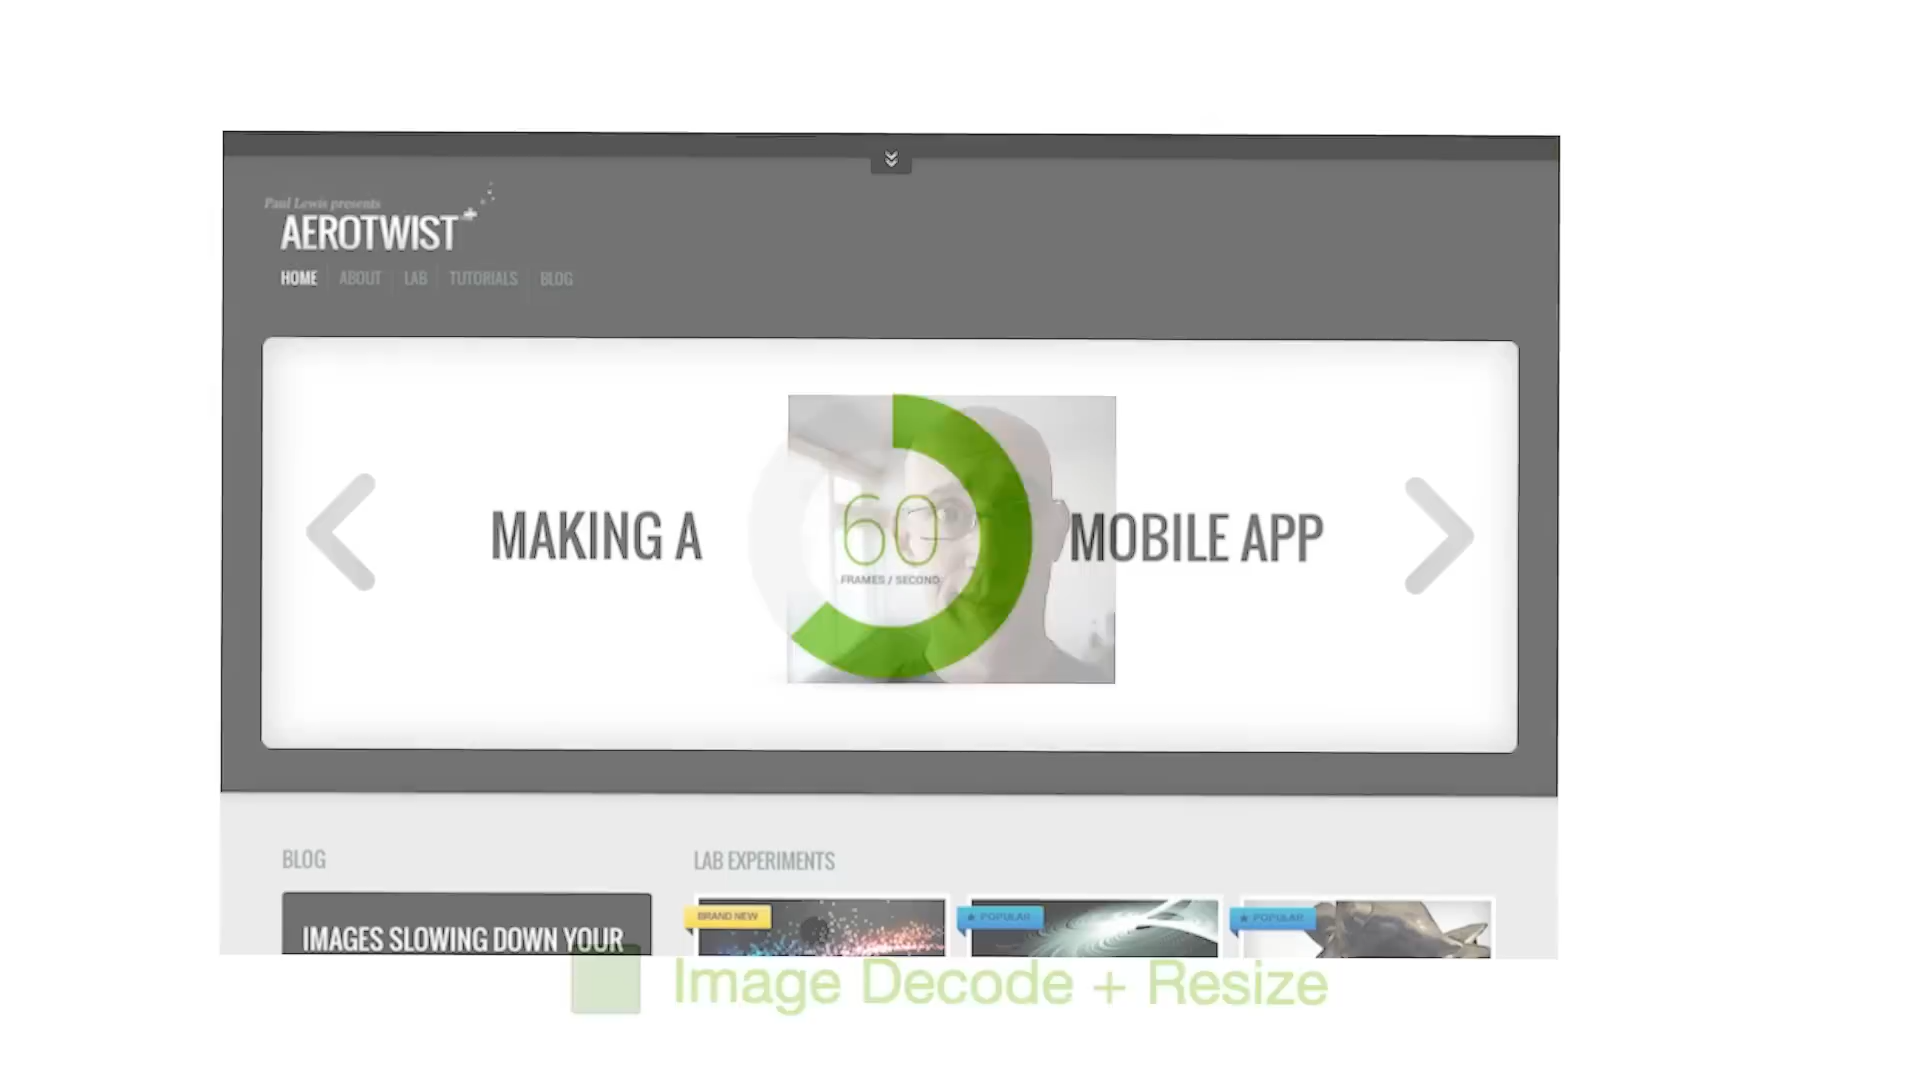 Paul Lewis presents
AEROTWIST
HOME ABOUT LAB TUTORIALS BLOG
MAKING A 60 MOBILE APP
FRAMES / SECOND
BLOG LAB EXPERIMENTS
BRAND NEW POPULAR POPULAR
IMAGES SLOWING DOWN YOUR
Image Decode + Resize